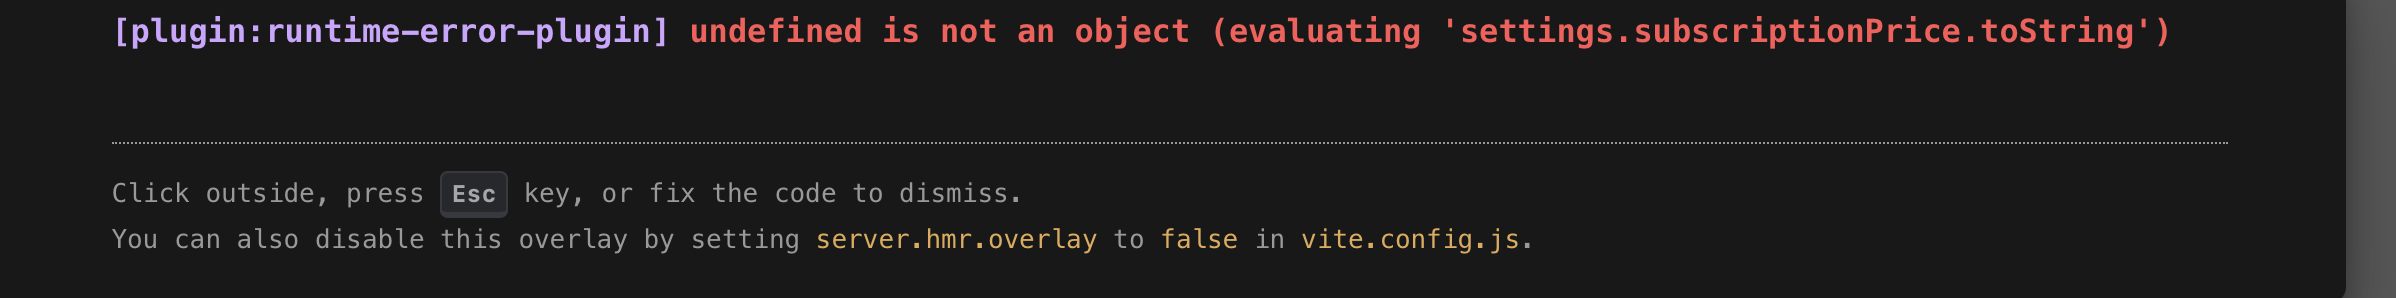 [plugin:runtime-error-plugin] undefined is not an object (evaluating 'settings.subscriptionPrice.toString')
Click outside, press Esc key, or fix the code to dismiss.
You can also disable this overlay by setting server.hmr.overlay to false in vite.config.js.